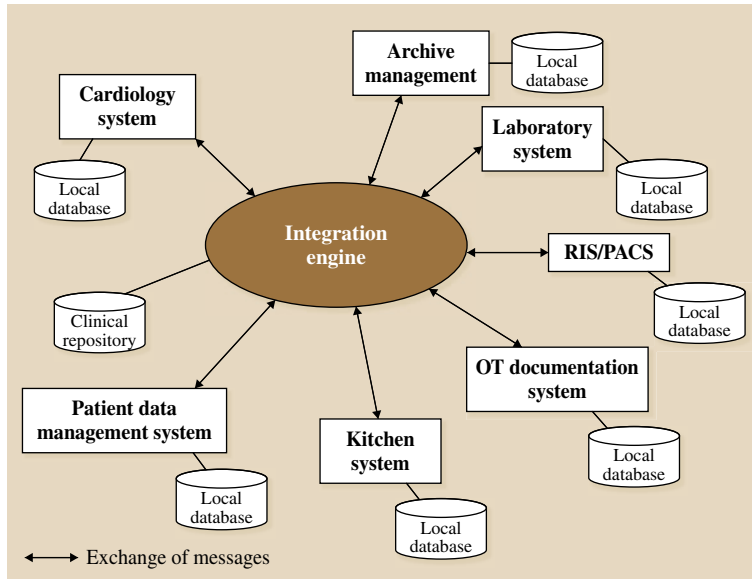 Archive
management
Local
database
Cardiology
system
Local
database
Laboratory
system
Local
database
Integration
engine
RIS/PACS
Local
database
Clinical
repository
OT documentation
system
Local
database
Patient data
management system
Local
database
Kitchen
system
Local
database
Exchange of messages